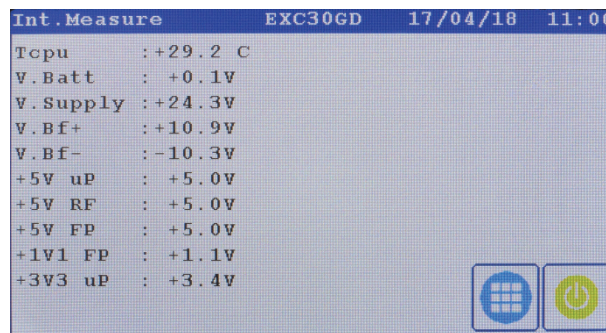 Int.Measure EXC30GD 17/04/18 11:00
Tcpu :+29.2 C
V.Batt : +0.1V
V.Supply :+24.3V
V.Bf+ :+10.9V
V.Bf- :-10.3V
+5V uP : +5.0V
+5V RF : +5.0V
+5V FP : +5.0V
+1V1 FP : +1.1V
+3V3 uP : +3.4V